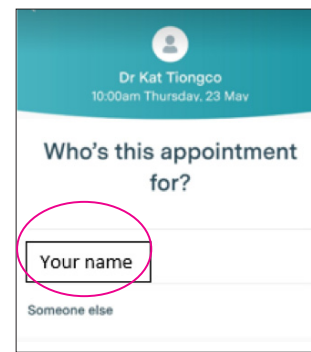 Dr Kat Tiongco
10:00am Thursday, 23 May
Who's this appointment
for?
Your name
Someone else